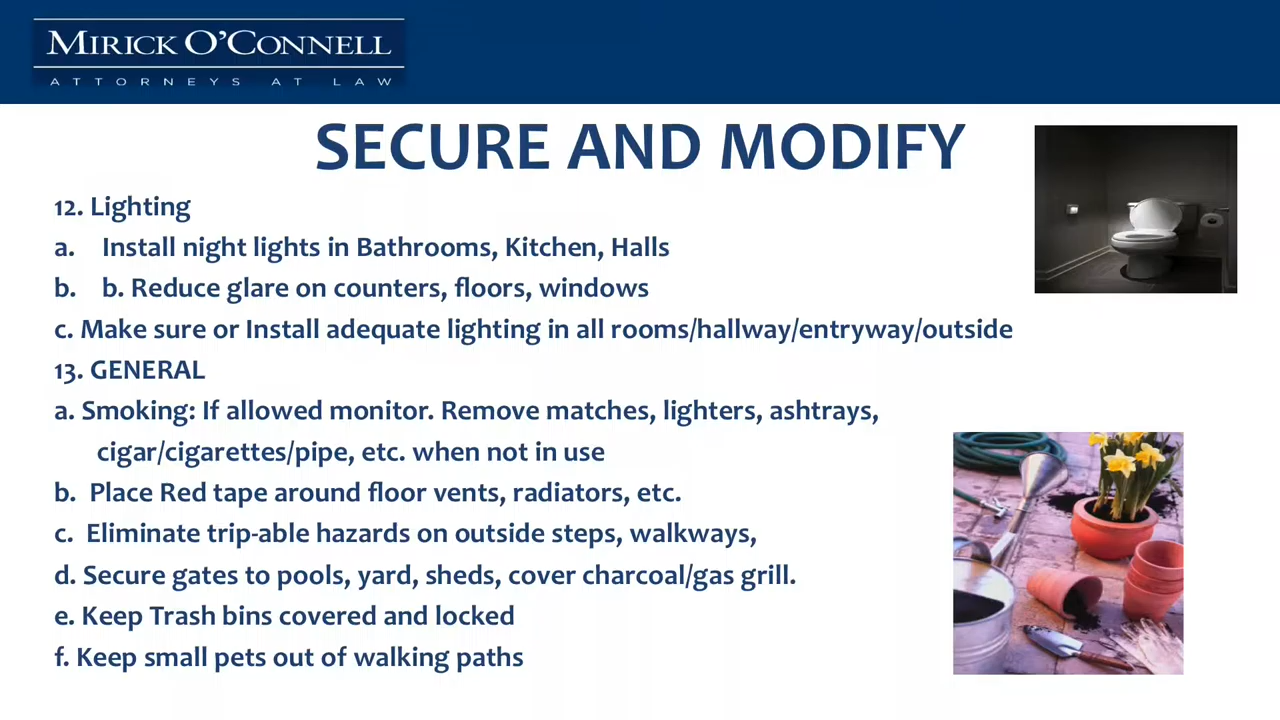 MIRICK O'CONNELL
ATTORNEYS AT LAW
SECURE AND MODIFY
12. Lighting
a. Install night lights in Bathrooms, Kitchen, Halls
b. b. Reduce glare on counters, floors, windows
c. Make sure or Install adequate lighting in all rooms/hallway/entryway/outside
13. GENERAL
a. Smoking: If allowed monitor. Remove matches, lighters, ashtrays,
cigar/cigarettes/pipe, etc. when not in use
b. Place Red tape around floor vents, radiators, etc.
c. Eliminate trip-able hazards on outside steps, walkways,
d. Secure gates to pools, yard, sheds, cover charcoal/gas grill.
e. Keep Trash bins covered and locked
f. Keep small pets out of walking paths